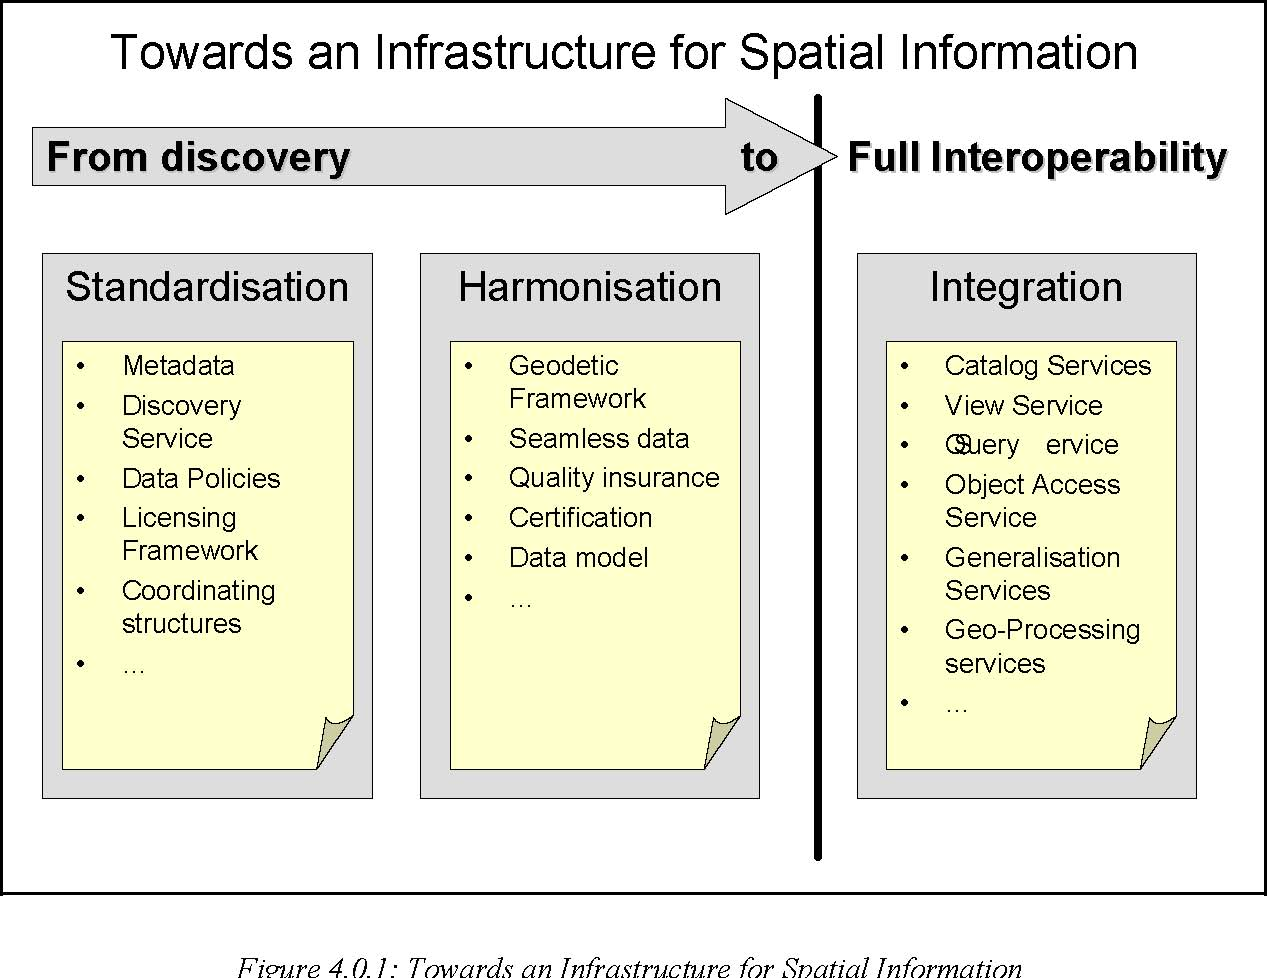 Towards an Infrastructure for Spatial Information
From discovery to Full Interoperability
Standardisation
• Metadata
• Discovery
Service
• Data Policies
• Licensing
Framework
• Coordinating
structures
• ...
Harmonisation
• Geodetic
Framework
• Seamless data
• Quality insurance
• Certification
• Data model
• ...
Integration
• Catalog Services
• View Service
• Query Service
• Object Access
Service
• Generalisation
Services
• Geo-Processing
services
• ...
Figure 4.0.1: Towards an Infrastructure for Spatial Information